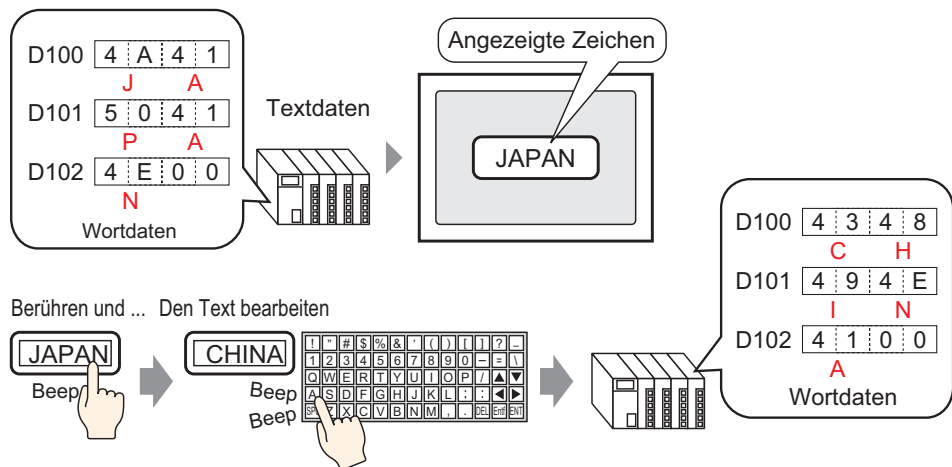 D100 4 A 4 1
J A
D101 5 0 4 1
P A
D102 4 E 0 0
N
Wortdaten
Textdaten
Angezeigte Zeichen
JAPAN
Berühren und ... Den Text bearbeiten
JAPAN
Beep
CHINA
Beep
Beep
! " # $ % & ' ( ) [ ] ? _
1 2 3 4 5 6 7 8 9 0 – = \
Q W E R T Y U I O P / ▲ ▼
A S D F G H J K L ; : ◀ ▶
SP Z X C V B N M , . DEL Entf ENT
D100 4 3 4 8
C H
D101 4 9 4 E
I N
D102 4 1 0 0
A
Wortdaten